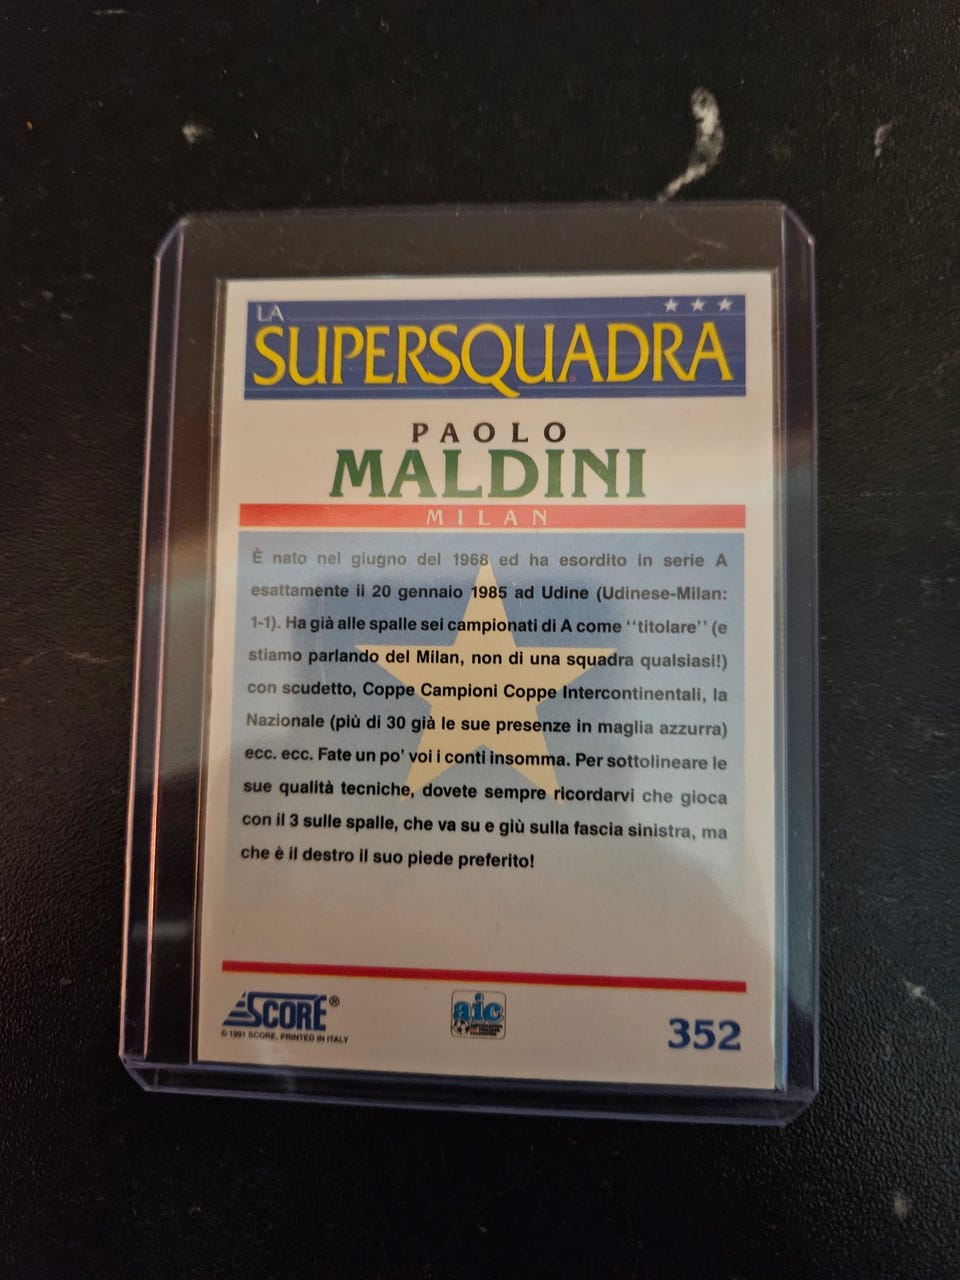 LA
SUPERSQUADRA
PAOLO
MALDINI
MILAN
È nato nel giugno del 1968 ed ha esordito in serie A
esattamente il 20 gennaio 1985 ad Udine (Udinese-Milan:
1-1). Ha già alle spalle sei campionati di A come ''titolare'' (e
stiamo parlando del Milan, non di una squadra qualsiasi!)
con scudetto, Coppe Campioni Coppe Intercontinentali, la
Nazionale (più di 30 già le sue presenze in maglia azzurra)
ecc. ecc. Fate un po' voi i conti insomma. Per sottolineare le
sue qualità tecniche, dovete sempre ricordarvi che gioca
con il 3 sulle spalle, che va su e giù sulla fascia sinistra, ma
che è il destro il suo piede preferito!
SCORE®
© 1991 SCORE, PRINTED IN ITALY
aic
352